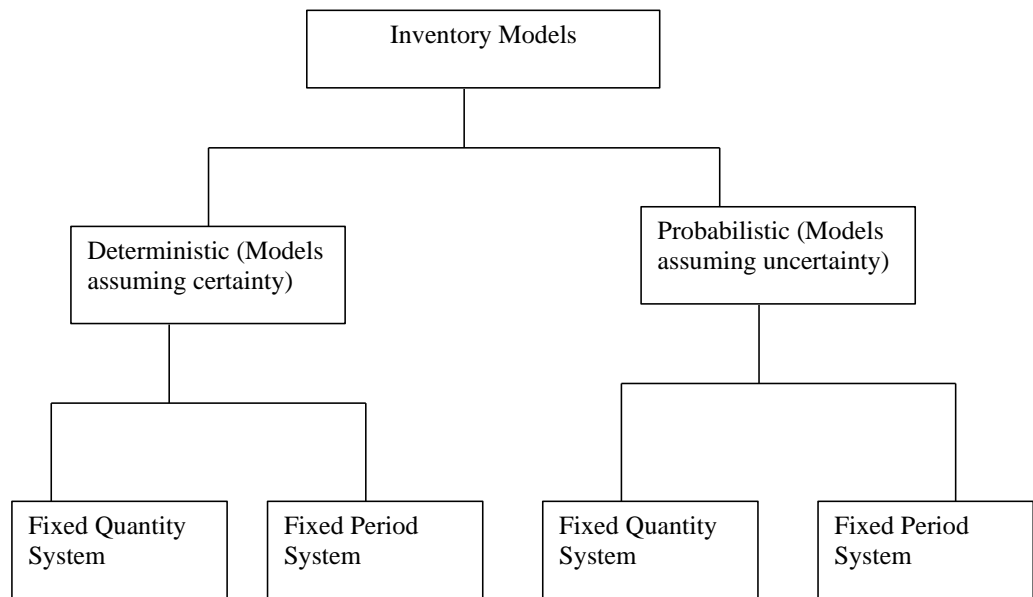 Inventory Models
Deterministic (Models
assuming certainty)
Probabilistic (Models
assuming uncertainty)
Fixed Quantity
System
Fixed Period
System
Fixed Quantity
System
Fixed Period
System